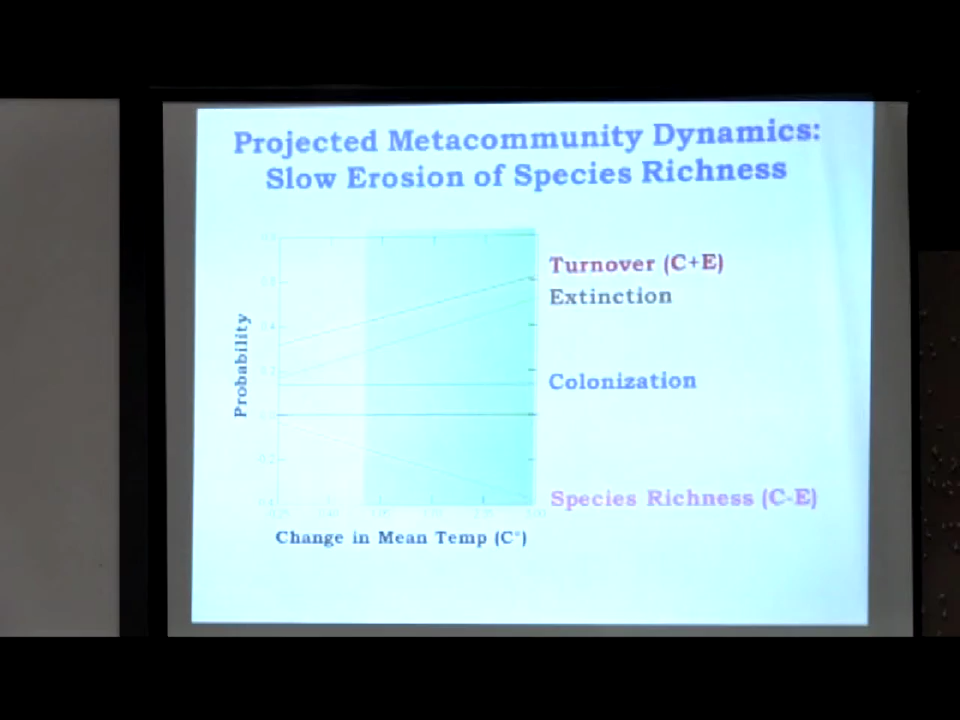 Projected Metacommunity Dynamics:
Slow Erosion of Species Richness
Turnover (C+E)
Extinction
Colonization
Species Richness (C-E)
Probability
Change in Mean Temp (C°)